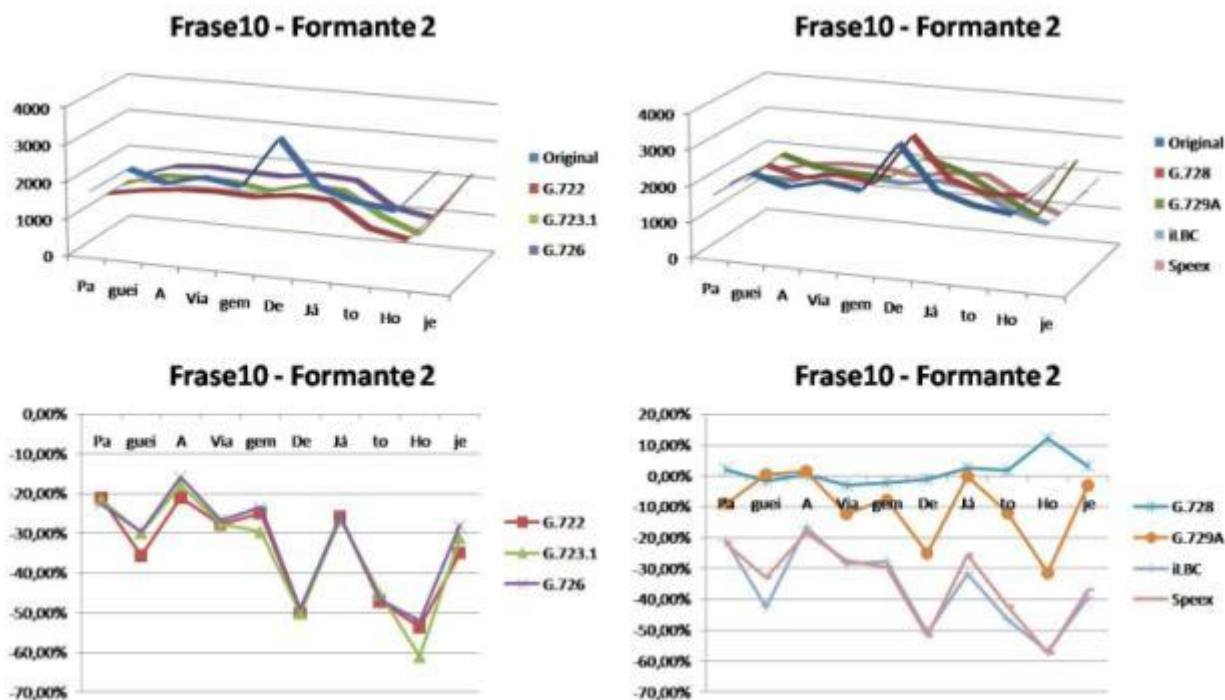 Frase10 - Formante 2
4000
3000
2000
1000
0
Pa
guei
A
Via
gem
De
Já
to
Ho
je
Original
G.722
G.723.1
G.726
Frase10 - Formante 2
4000
3000
2000
1000
0
Pa
guei
A
Via
gem
De
Já
to
Ho
je
Original
G.728
G.729A
iLBC
Speex
Frase10 - Formante 2
0,00%
-10,00%
-20,00%
-30,00%
-40,00%
-50,00%
-60,00%
-70,00%
Pa guei A Via gem De Já to Ho je
G.722
G.723.1
G.726
Frase10 - Formante 2
20,00%
10,00%
0,00%
-10,00%
-20,00%
-30,00%
-40,00%
-50,00%
-60,00%
-70,00%
Pa guei A Via gem De Já to Ho je
G.728
G.729A
iLBC
Speex